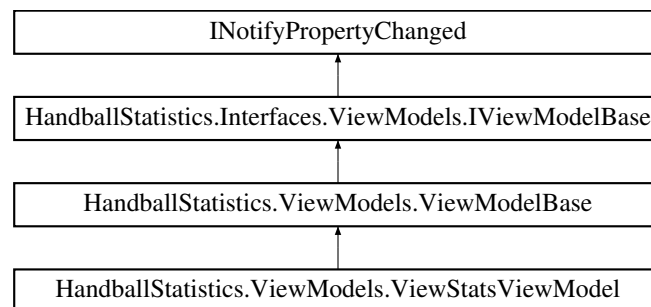 INotifyPropertyChanged
HandballStatistics.Interfaces.ViewModels.IViewModelBase
HandballStatistics.ViewModels.ViewModelBase
HandballStatistics.ViewModels.ViewStatsViewModel